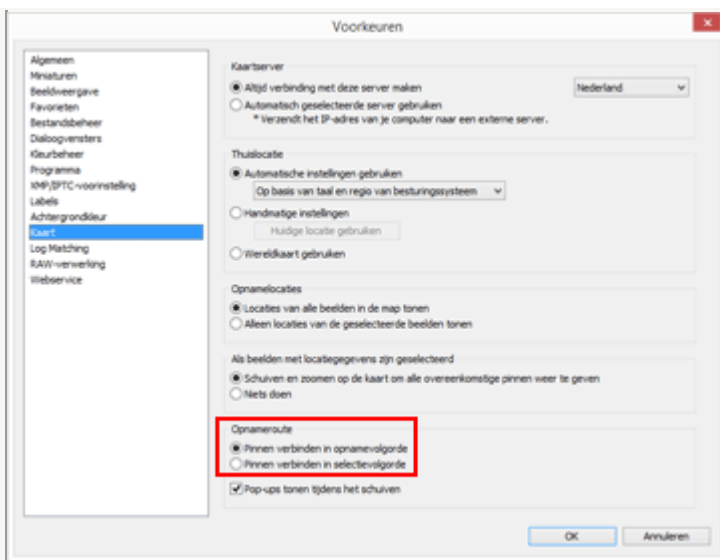 Voorkeuren
Algemeen
Miniaturen
Beeldweergave
Favorieten
Bestandsbeheer
Dialoogvensters
Kleurbeheer
Programma
XMP/IPTC-voorinstelling
Labels
Achtergrondkleur
Kaart
Log Matching
RAW-verwerking
Webservice
Kaartserver
Altijd verbinding met deze server maken
Nederland
Automatisch geselecteerde server gebruiken
* Verzendt het IP-adres van je computer naar een externe server.
Thuislocatie
Automatische instellingen gebruiken
Op basis van taal en regio van besturingssysteem
Handmatige instellingen
Huidige locatie gebruiken
Wereldkaart gebruiken
Opnamelocaties
Locaties van alle beelden in de map tonen
Alleen locaties van de geselecteerde beelden tonen
Als beelden met locatiegegevens zijn geselecteerd
Schuiven en zoomen op de kaart om alle overeenkomstige pinnen weer te geven
Niets doen
Opnameroute
Pinnen verbinden in opnamevolgorde
Pinnen verbinden in selectievolgorde
Pop-ups tonen tijdens het schuiven
OK
Annuleren